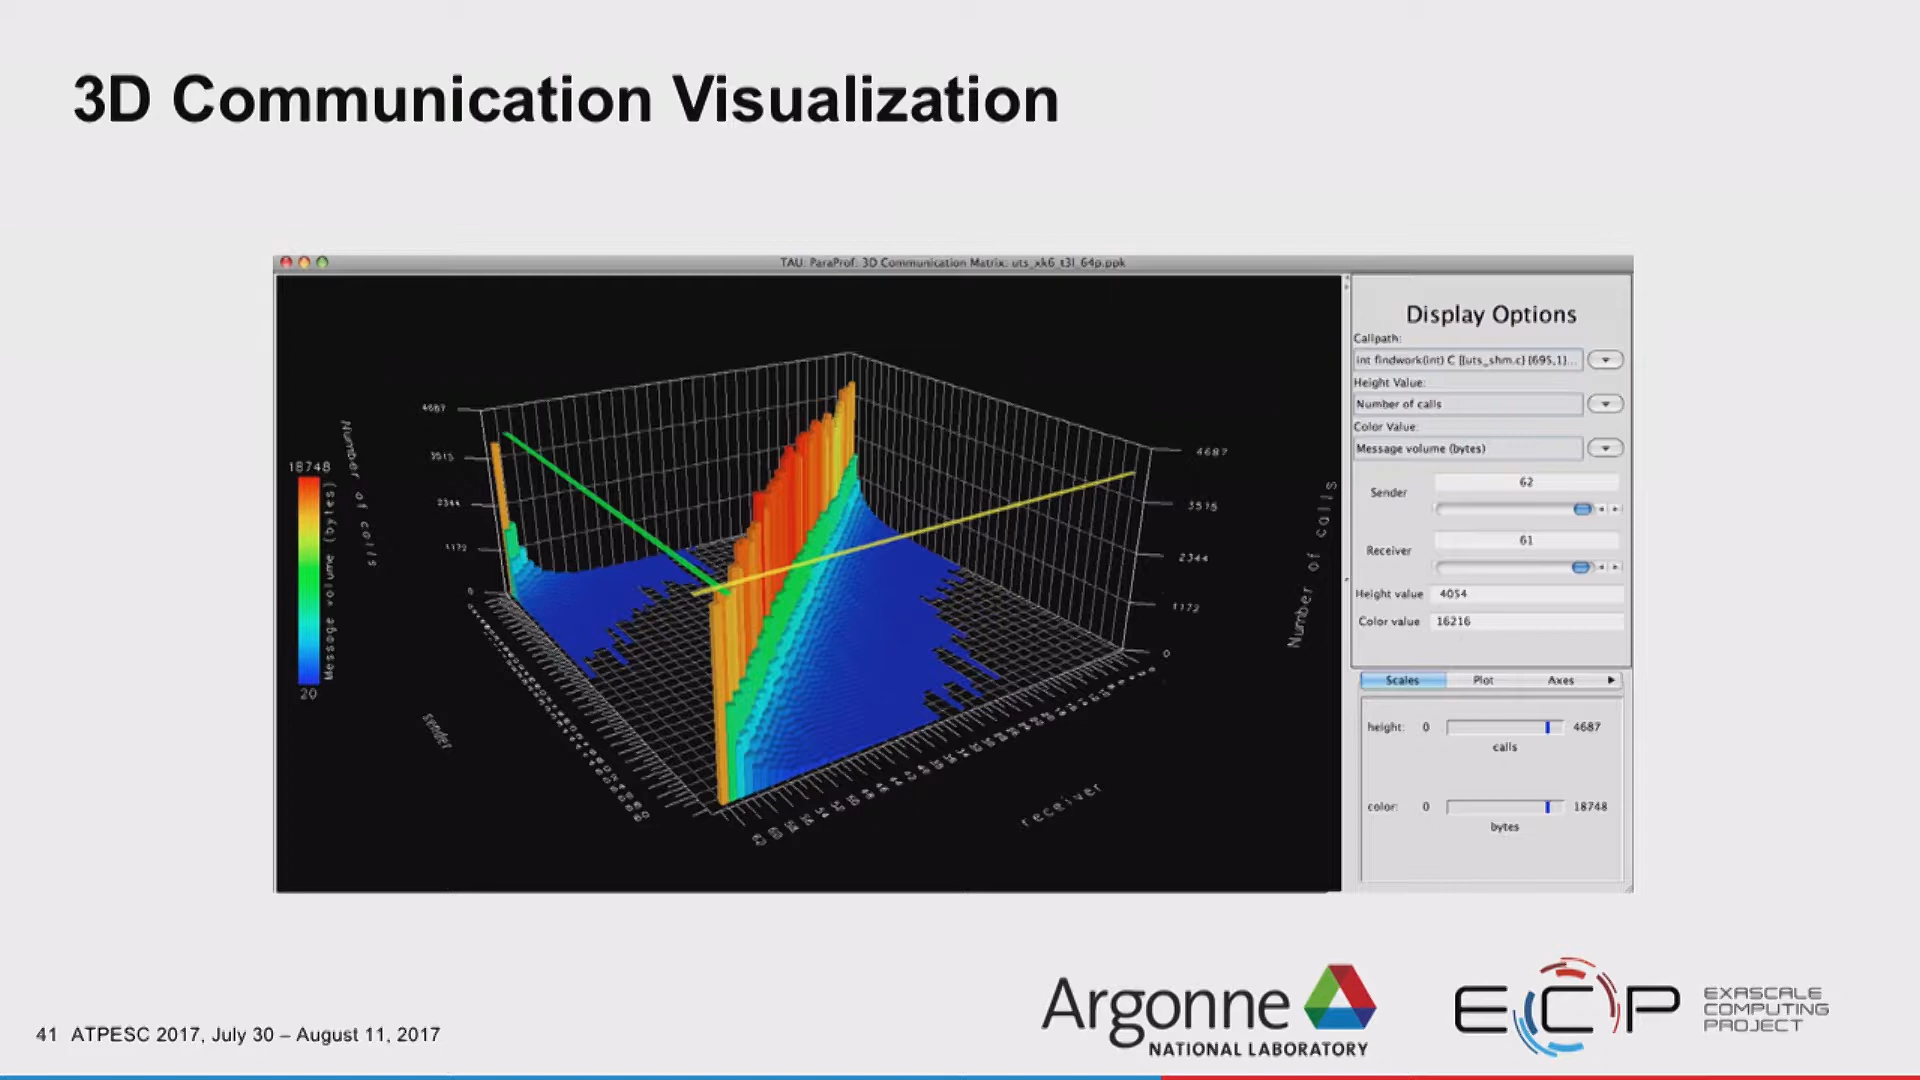 3D Communication Visualization
TAU: ParaProf: 3D Communication Matrix: uts_xk6_t3l_64p.ppk
4687
3515
2344
1172
0
Number of calls
18748
Message volume (bytes)
20
sender
receiver
4687
3515
2344
1172
0
Number of calls
Display Options
Callpath:
int findwork(int) C [{uts_shm.c} {695,1}...
Height Value:
Number of calls
Color Value:
Message volume (bytes)
62
Sender
61
Receiver
Height value 4054
Color value 16216
Scales Plot Axes
height: 0 4687
calls
color: 0 18748
bytes
Argonne
NATIONAL LABORATORY
ECP
EXASCALE
COMPUTING
PROJECT
41 ATPESC 2017, July 30 – August 11, 2017